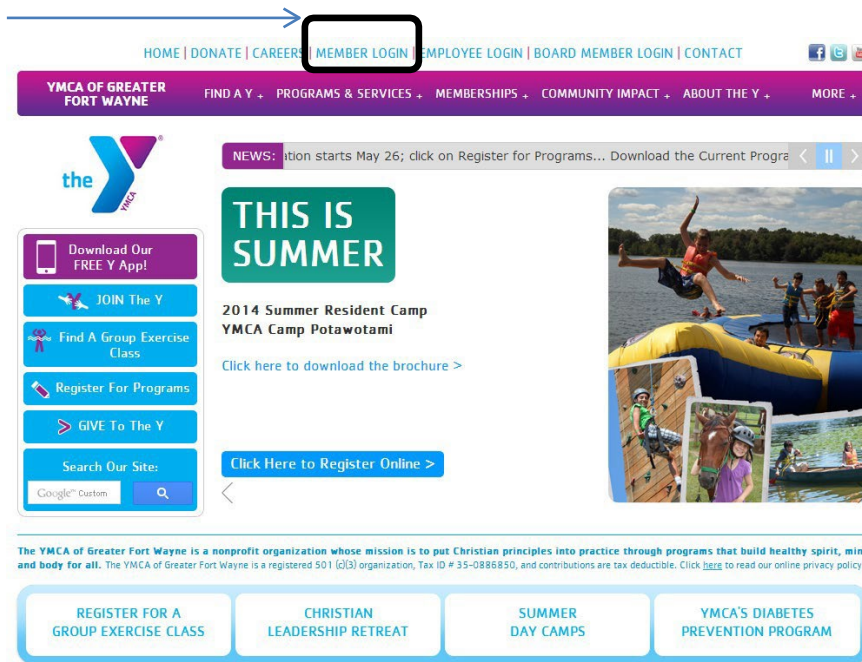 HOME | DONATE | CAREERS | MEMBER LOGIN | EMPLOYEE LOGIN | BOARD MEMBER LOGIN | CONTACT
YMCA OF GREATER
FORT WAYNE
FIND A Y + PROGRAMS & SERVICES + MEMBERSHIPS + COMMUNITY IMPACT + ABOUT THE Y + MORE +
the
YMCA
NEWS: ation starts May 26; click on Register for Programs... Download the Current Progra
THIS IS
SUMMER
2014 Summer Resident Camp
YMCA Camp Potawotami
Click here to download the brochure >
Click Here to Register Online >
Download Our
FREE Y App!
JOIN The Y
Find A Group Exercise
Class
Register For Programs
GIVE To The Y
Search Our Site:
Google™ Custom
The YMCA of Greater Fort Wayne is a nonprofit organization whose mission is to put Christian principles into practice through programs that build healthy spirit, min
and body for all. The YMCA of Greater Fort Wayne is a registered 501 (c)(3) organization, Tax ID # 35-0886850, and contributions are tax deductible. Click here to read our online privacy policy
REGISTER FOR A
GROUP EXERCISE CLASS
CHRISTIAN
LEADERSHIP RETREAT
SUMMER
DAY CAMPS
YMCA'S DIABETES
PREVENTION PROGRAM